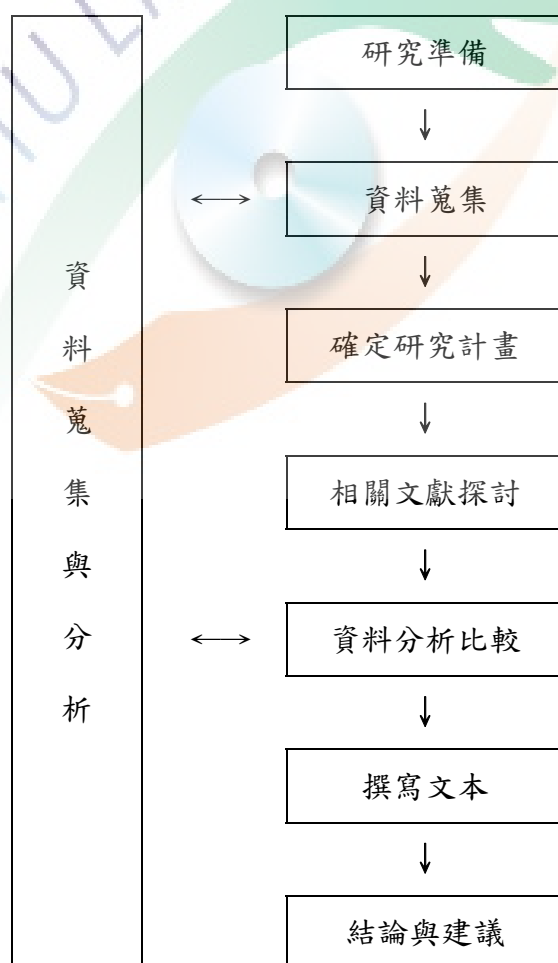 研究準備
↓
資料蒐集
↓
確定研究計畫
↓
相關文獻探討
↓
資料分析比較
↓
撰寫文本
↓
結論與建議
資
料
蒐
集
與
分
析
↔
↔